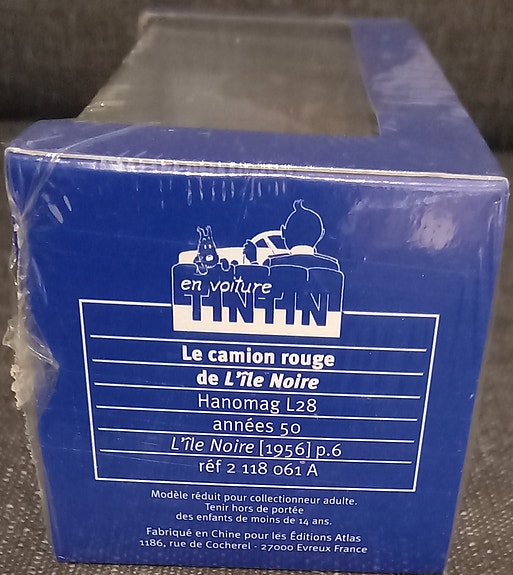 en voiture
TINTIN
Le camion rouge
de L'île Noire
Hanomag L28
années 50
L'île Noire [1956] p.6
réf 2 118 061 A
Modèle réduit pour collectionneur adulte.
Tenir hors de portée
des enfants de moins de 14 ans.
Fabriqué en Chine pour les Éditions Atlas
1186, rue de Cocherel - 27000 Evreux France